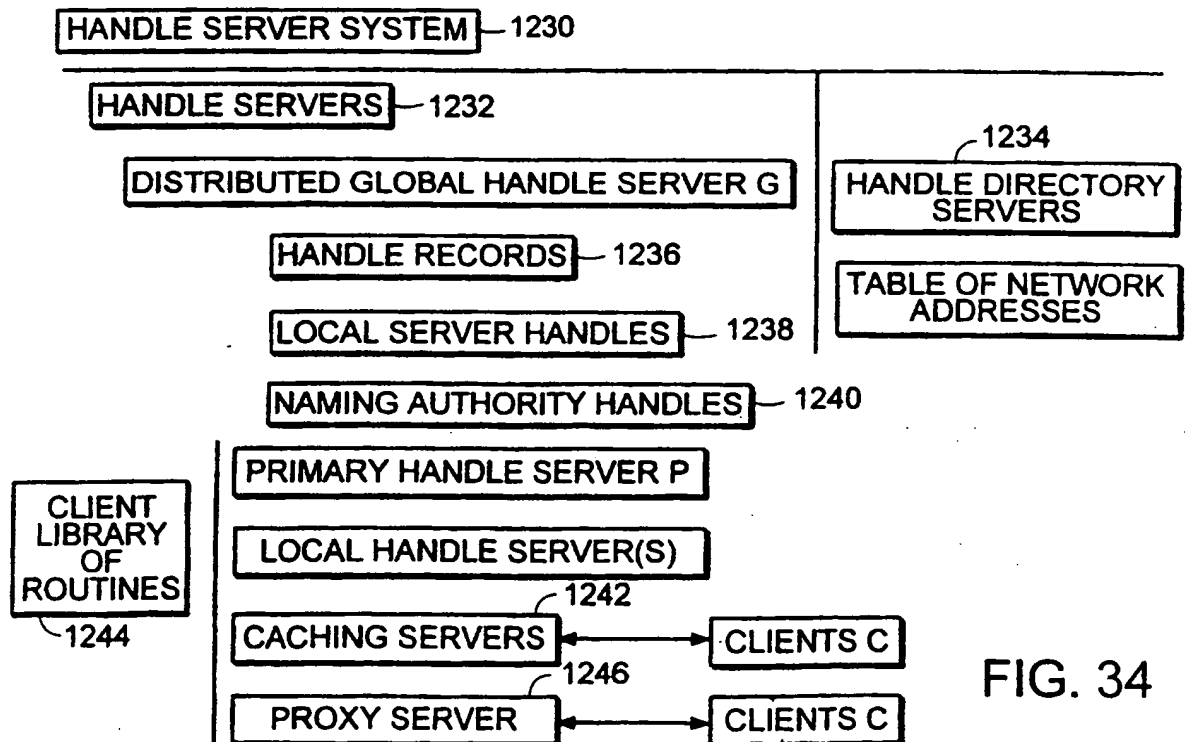 HANDLE SERVER SYSTEM 1230
HANDLE SERVERS 1232
1234
DISTRIBUTED GLOBAL HANDLE SERVER G
HANDLE DIRECTORY
SERVERS
HANDLE RECORDS 1236
TABLE OF NETWORK
ADDRESSES
LOCAL SERVER HANDLES 1238
NAMING AUTHORITY HANDLES 1240
PRIMARY HANDLE SERVER P
CLIENT
LIBRARY
OF
ROUTINES
1244
LOCAL HANDLE SERVER(S)
1242
CACHING SERVERS CLIENTS C
1246
PROXY SERVER CLIENTS C
FIG. 34